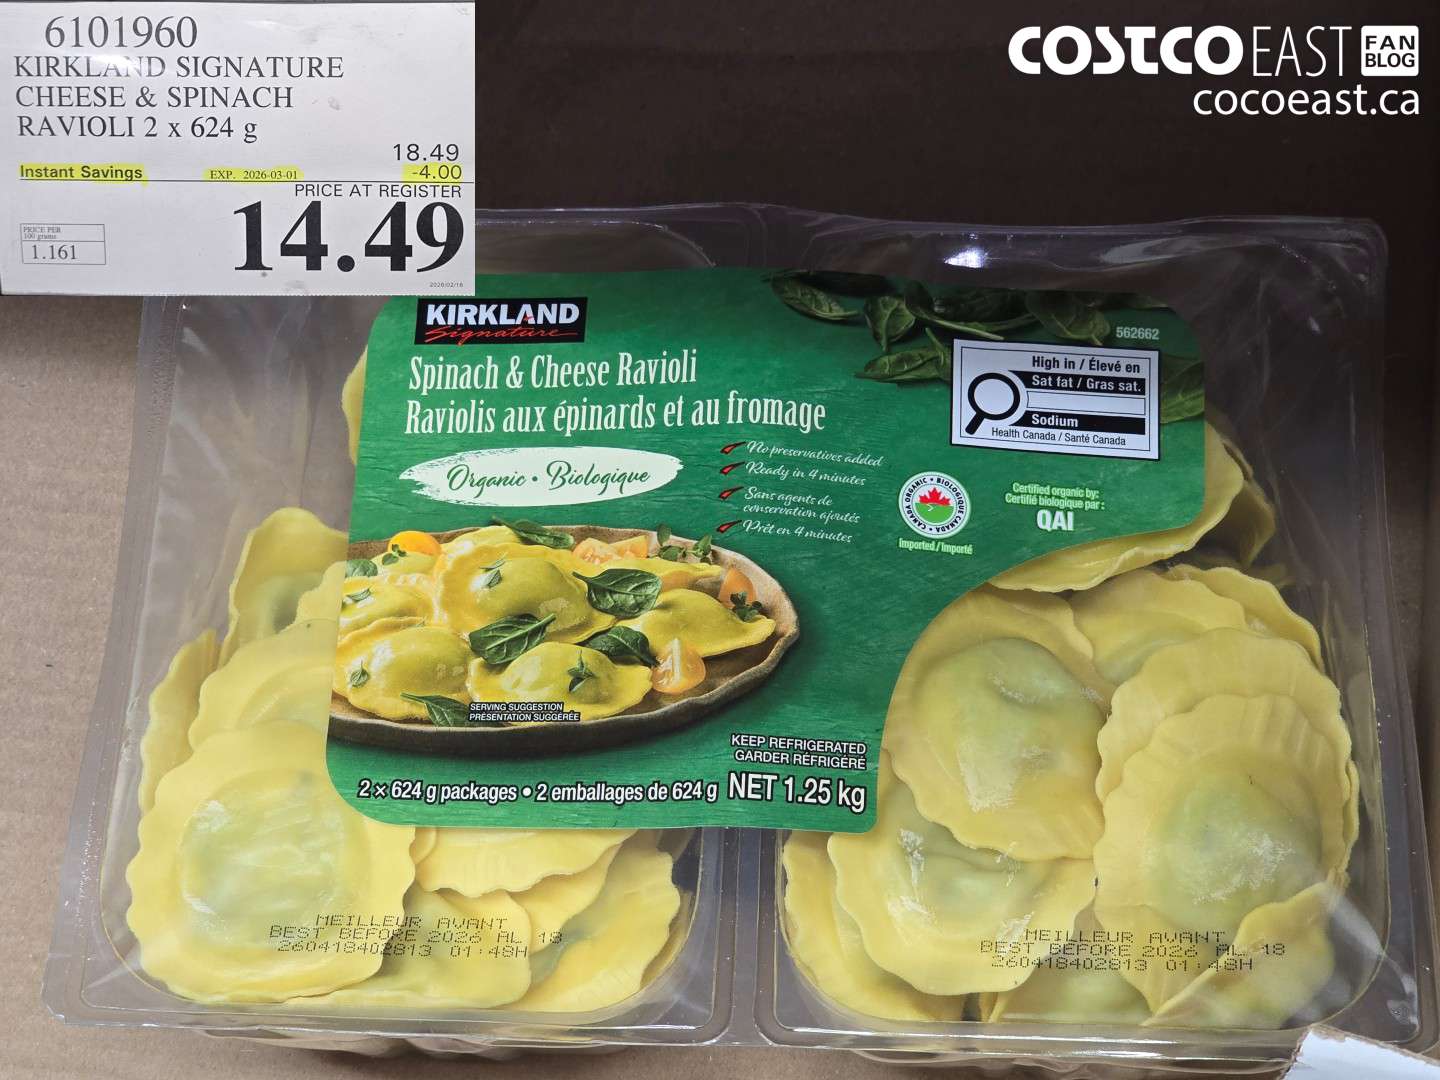 6101960
KIRKLAND SIGNATURE
CHEESE & SPINACH
RAVIOLI 2 x 624 g
18.49
Instant Savings EXP. 2026-03-01 -4.00
PRICE AT REGISTER
14.49
PRICE PER
100 grams
1.161
2026/02/16
COSTCO EAST FAN BLOG
cocoeast.ca
KIRKLAND
Signature
Spinach & Cheese Ravioli
Raviolis aux épinards et au fromage
Organic • Biologique
No preservatives added
Ready in 4 minutes
Sans agents de
conservation ajoutés
Prêt en 4 minutes
562662
High in / Élevé en
Sat fat / Gras sat.
Sodium
Health Canada / Santé Canada
CANADA ORGANIC • BIOLOGIQUE CANADA
Imported / Importé
Certified organic by:
Certifié biologique par :
QAI
SERVING SUGGESTION
PRÉSENTATION SUGGÉRÉE
KEEP REFRIGERATED
GARDER RÉFRIGÉRÉ
2 × 624 g packages • 2 emballages de 624 g NET 1.25 kg
MEILLEUR AVANT
BEST BEFORE 2026 AL 18
260418402813 01:48H
MEILLEUR AVANT
BEST BEFORE 2026 AL 18
260418402813 01:48H